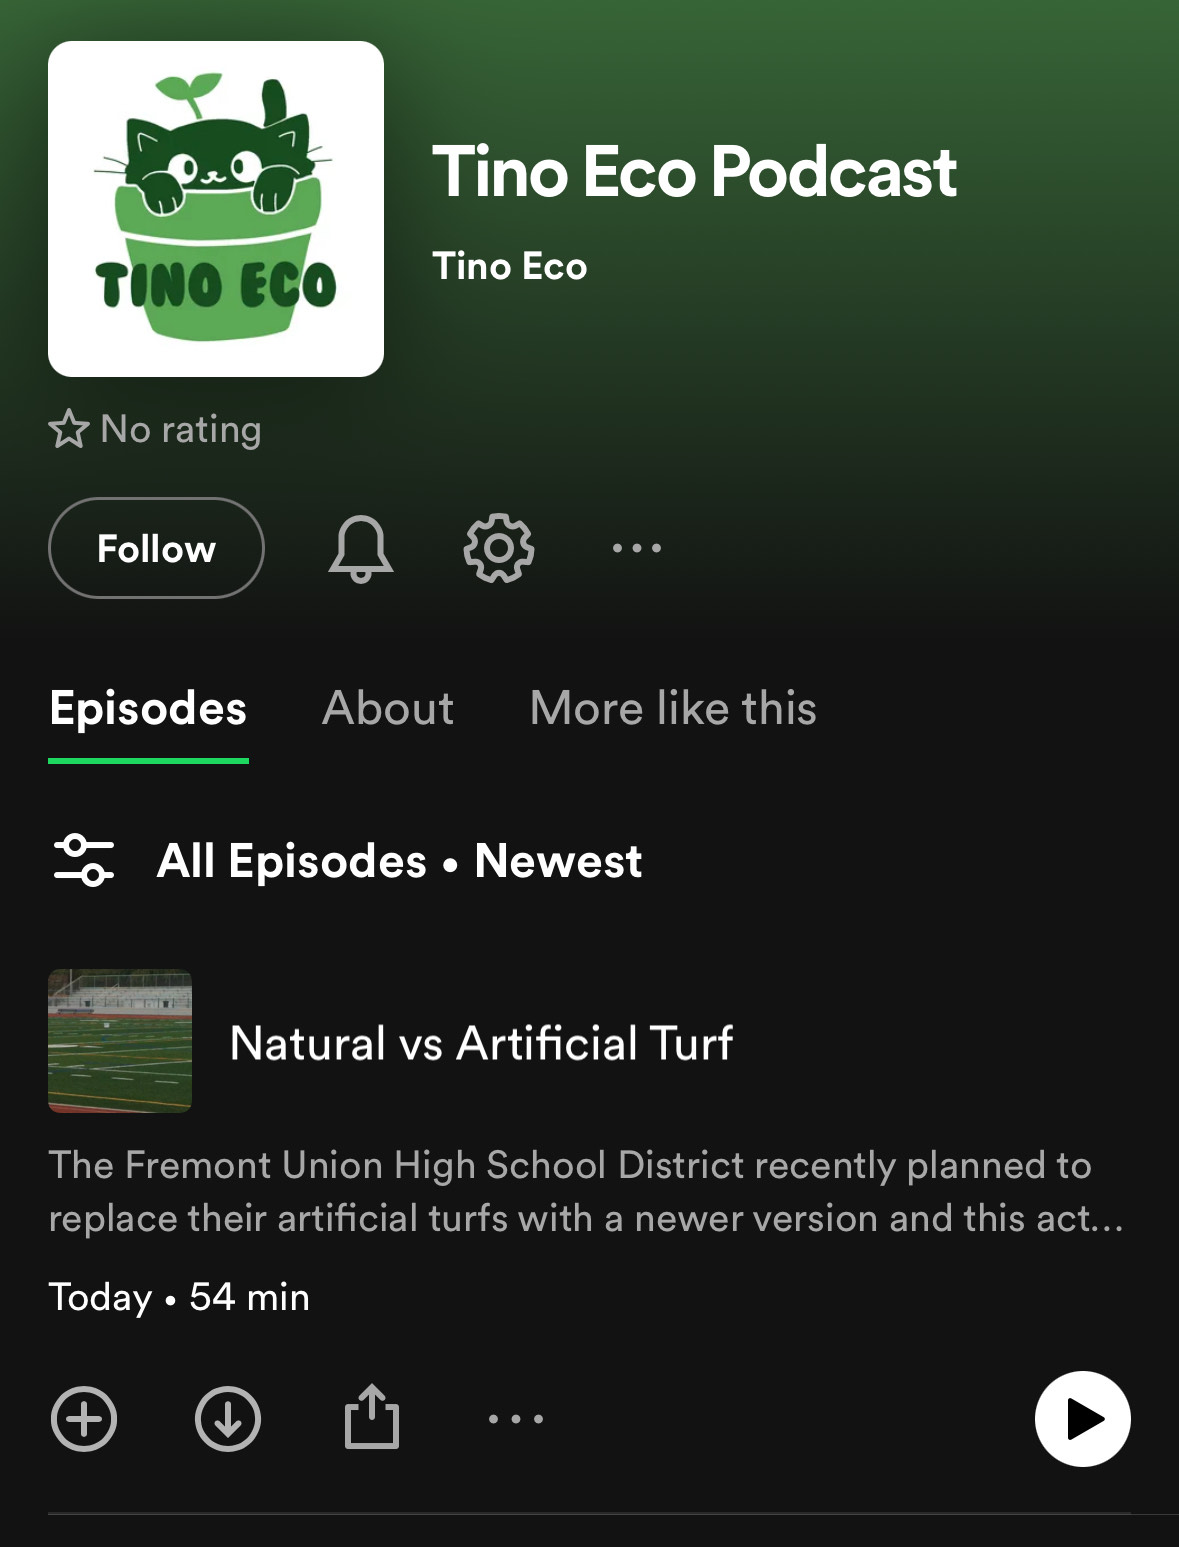 TINO ECO
Tino Eco Podcast
Tino Eco
No rating
Follow
Episodes About More like this
All Episodes • Newest
Natural vs Artificial Turf
The Fremont Union High School District recently planned to
replace their artificial turfs with a newer version and this act...
Today • 54 min